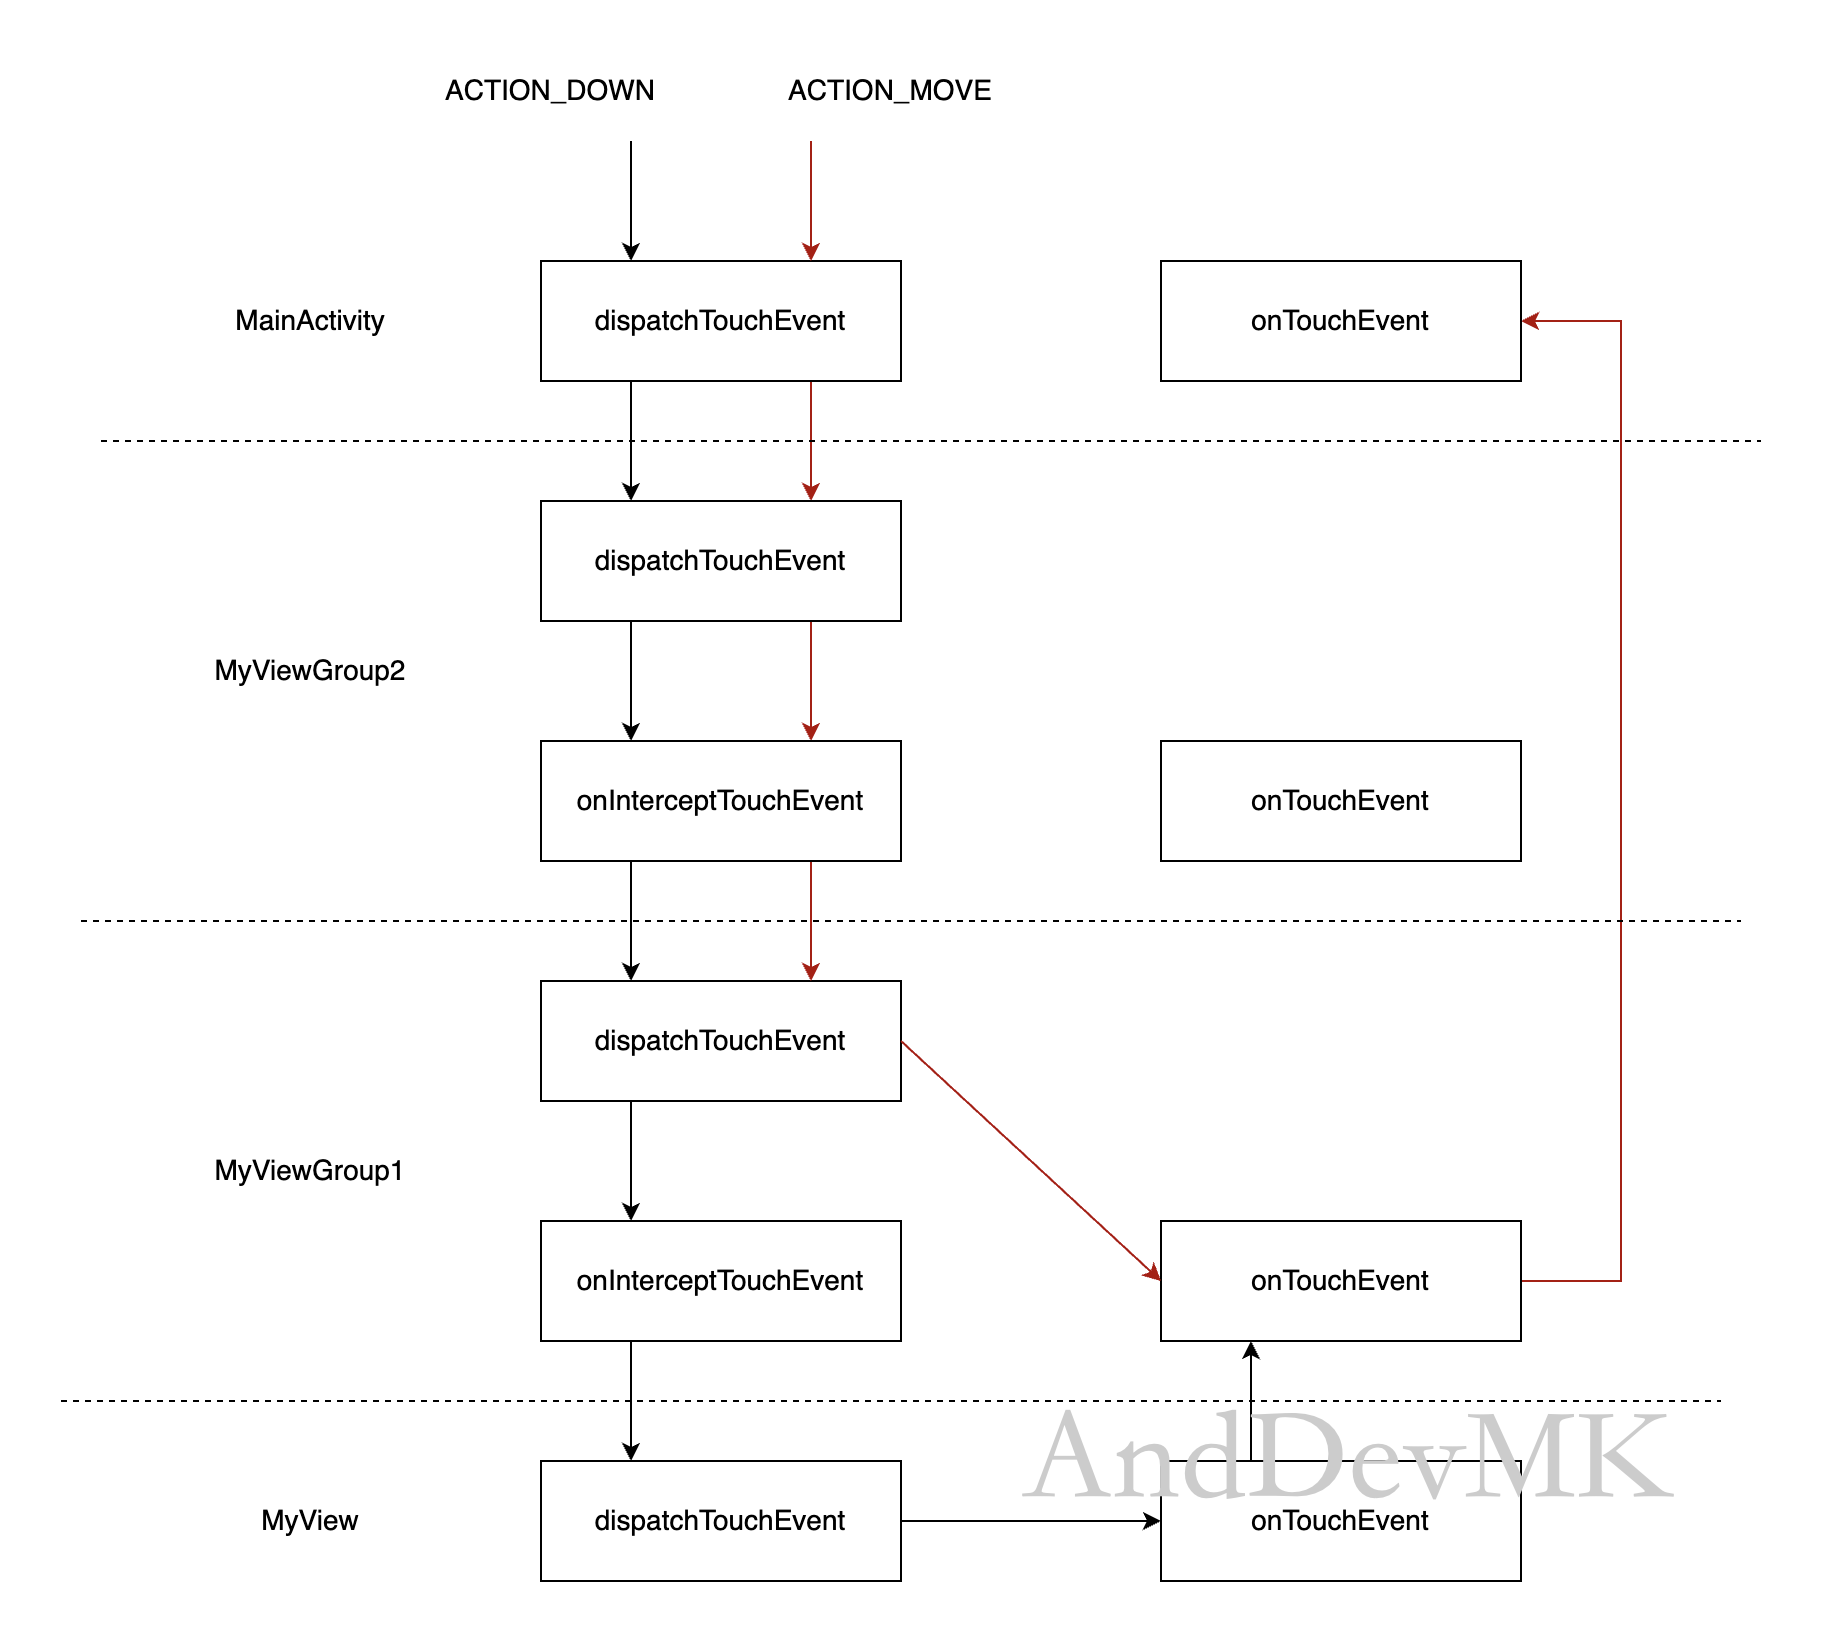 ACTION_DOWN
ACTION_MOVE
MainActivity
dispatchTouchEvent
onTouchEvent
dispatchTouchEvent
MyViewGroup2
onInterceptTouchEvent
onTouchEvent
dispatchTouchEvent
MyViewGroup1
onInterceptTouchEvent
onTouchEvent
AndDevMK
MyView
dispatchTouchEvent
onTouchEvent